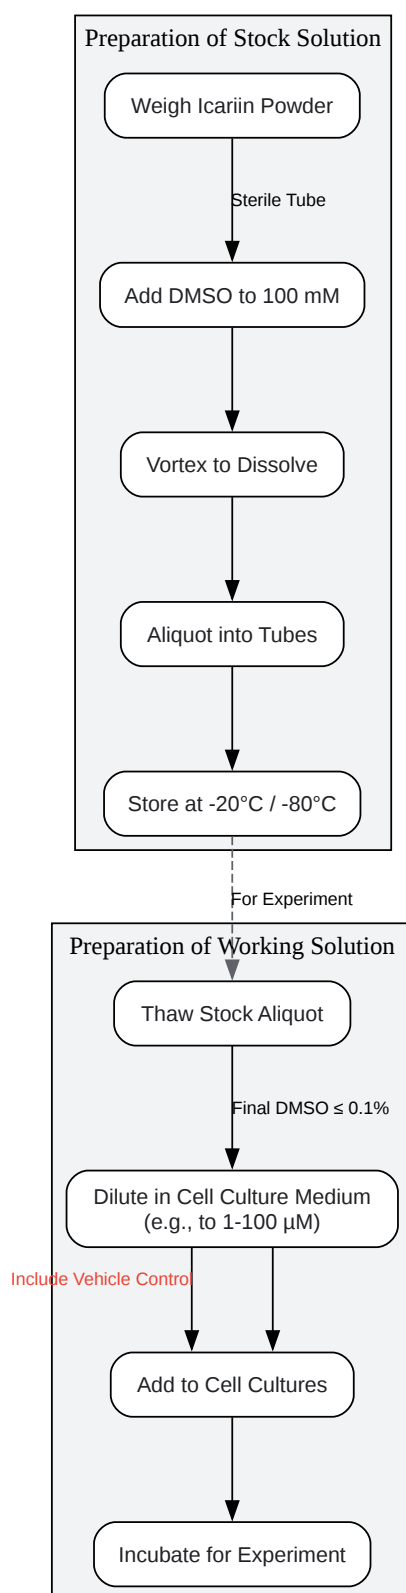 Preparation of Stock Solution
Weigh Icariin Powder
Sterile Tube
Add DMSO to 100 mM
Vortex to Dissolve
Aliquot into Tubes
Store at -20°C / -80°C
For Experiment
Preparation of Working Solution
Thaw Stock Aliquot
Final DMSO ≤ 0.1%
Dilute in Cell Culture Medium
(e.g., to 1-100 µM)
Include Vehicle Control
Add to Cell Cultures
Incubate for Experiment